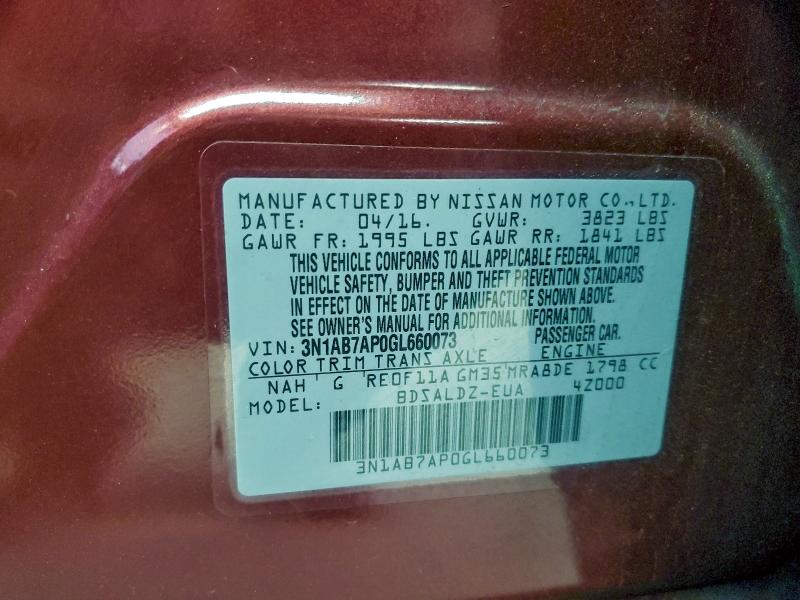 MANUFACTURED BY NISSAN MOTOR CO.,LTD.
DATE: 04/16. GVWR: 3823 LBS
GAWR FR: 1995 LBS GAWR RR: 1841 LBS
THIS VEHICLE CONFORMS TO ALL APPLICABLE FEDERAL MOTOR
VEHICLE SAFETY, BUMPER AND THEFT PREVENTION STANDARDS
IN EFFECT ON THE DATE OF MANUFACTURE SHOWN ABOVE.
SEE OWNER'S MANUAL FOR ADDITIONAL INFORMATION.
VIN: 3N1AB7AP0GL660073 PASSENGER CAR.
COLOR TRIM TRANS AXLE ENGINE
NAH G RE0F11A GM35 MRA8DE 1798 CC
MODEL: BDSALDZ-EUA 4Z000
3N1AB7AP0GL660073